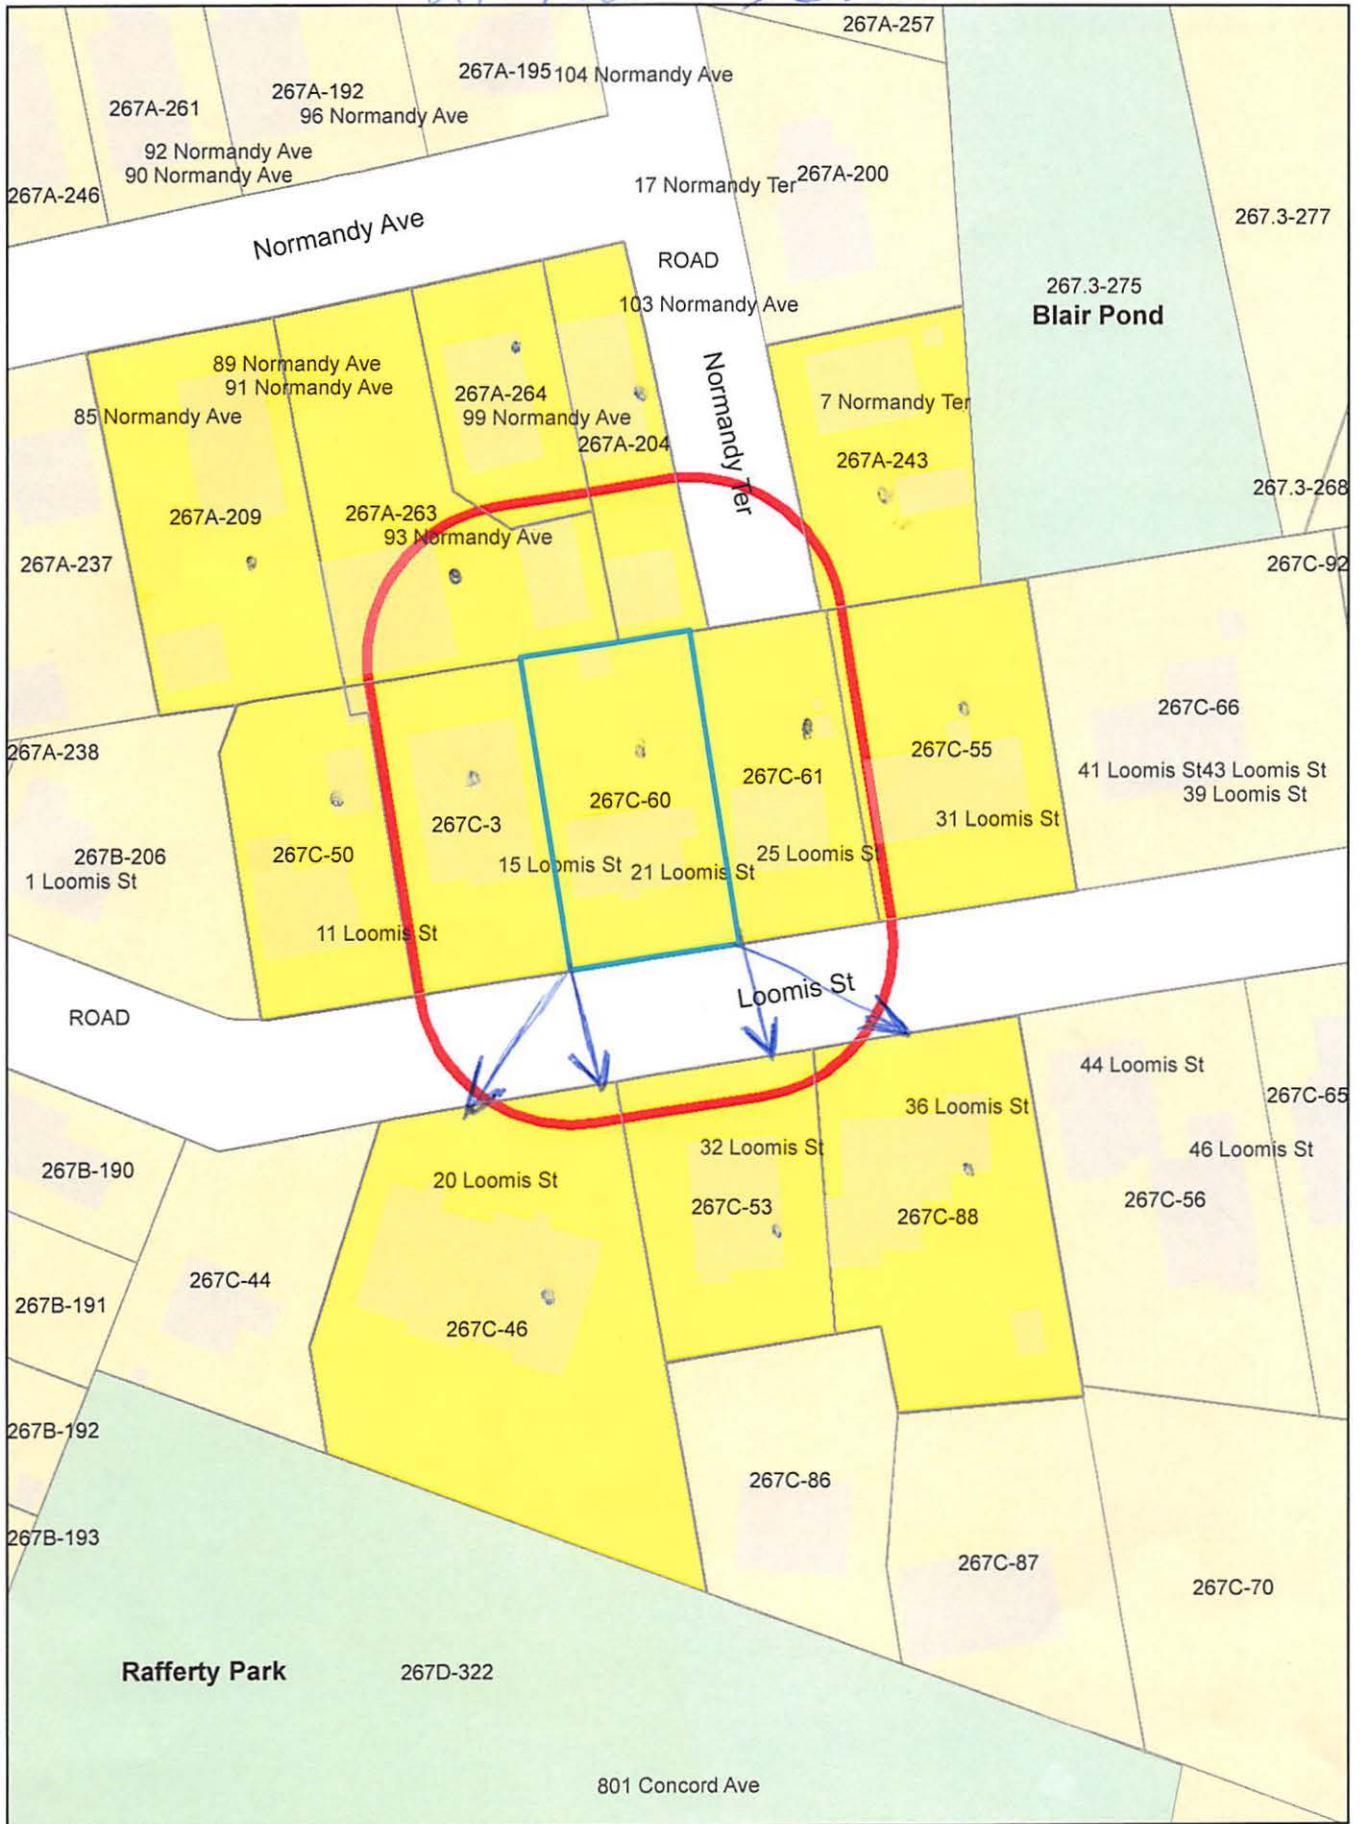 267A-257
267A-195 104 Normandy Ave
267A-192
96 Normandy Ave
267A-261
92 Normandy Ave
90 Normandy Ave
267A-246
17 Normandy Ter
267A-200
267.3-277
Normandy Ave
ROAD
267.3-275
Blair Pond
103 Normandy Ave
89 Normandy Ave
91 Normandy Ave
85 Normandy Ave
267A-264
99 Normandy Ave
267A-204
Normandy Ter
7 Normandy Ter
267A-243
267.3-268
267A-209
267A-263
93 Normandy Ave
267A-237
267C-92
267C-66
267A-238
267C-55
41 Loomis St
43 Loomis St
39 Loomis St
267C-61
267C-60
267C-3
31 Loomis St
267B-206
1 Loomis St
267C-50
15 Loomis St
21 Loomis St
25 Loomis St
11 Loomis St
Loomis St
ROAD
44 Loomis St
267C-65
36 Loomis St
32 Loomis St
46 Loomis St
267B-190
20 Loomis St
267C-53
267C-88
267C-56
267C-44
267B-191
267C-46
267B-192
267C-86
267B-193
267C-87
267C-70
Rafferty Park
267D-322
801 Concord Ave